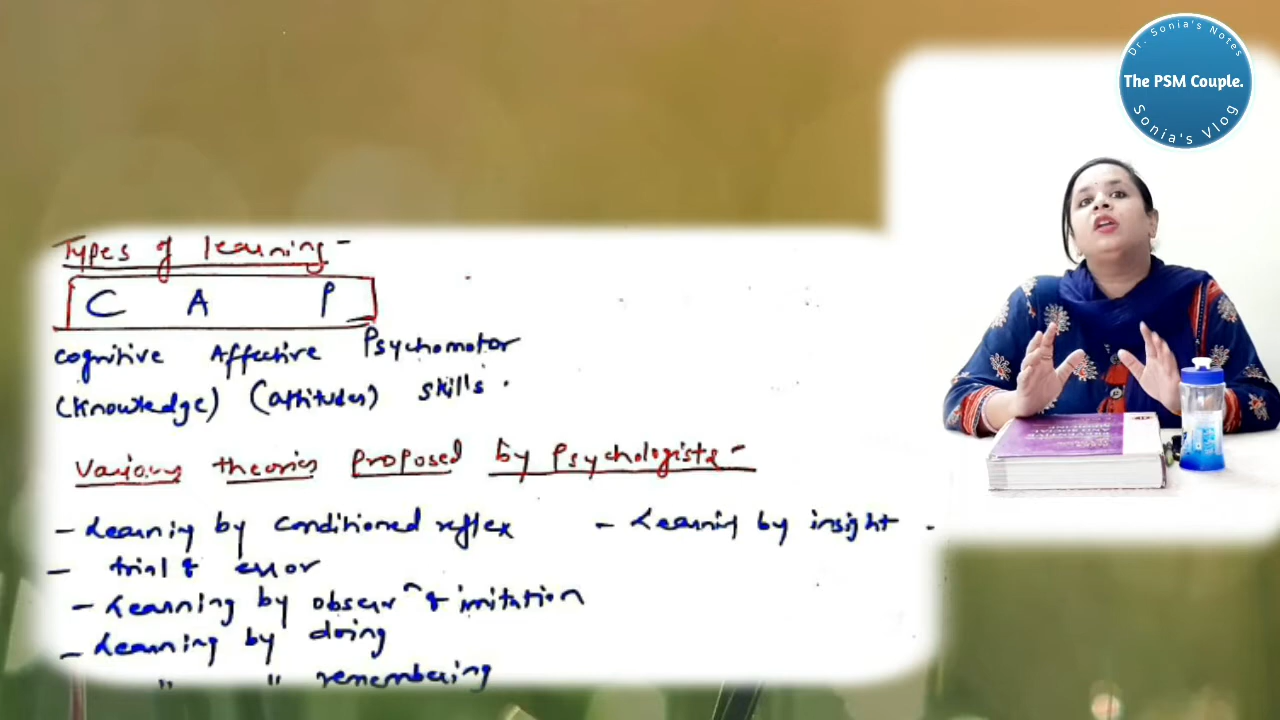 Dr. Sonia's Notes
The PSM Couple.
Sonia's Vlog
Types of learning -
C A P
Cognitive Affective Psychomotor
(Knowledge) (attitudes) skills.
Various theories proposed by Psychologists -
- Learning by conditioned reflex - Learning by insight -
- trial & error
- Learning by observn & imitation
- Learning by doing
" " remembering